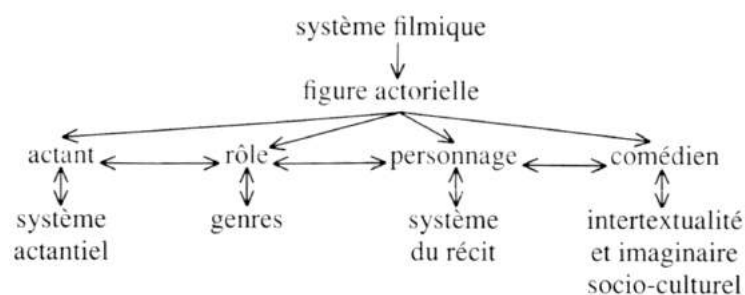 système filmique
figure actorielle
actant rôle personnage comédien
système genres système intertextualité
actantiel du récit et imaginaire
socio-culturel